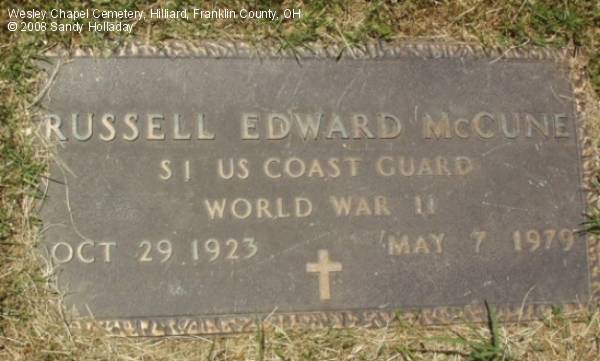 Wesley Chapel Cemetery, Hilliard, Franklin County, OH
© 2008 Sandy Holladay
RUSSELL EDWARD McCUNE
S1 US COAST GUARD
WORLD WAR II
OCT 29 1923 MAY 7 1979